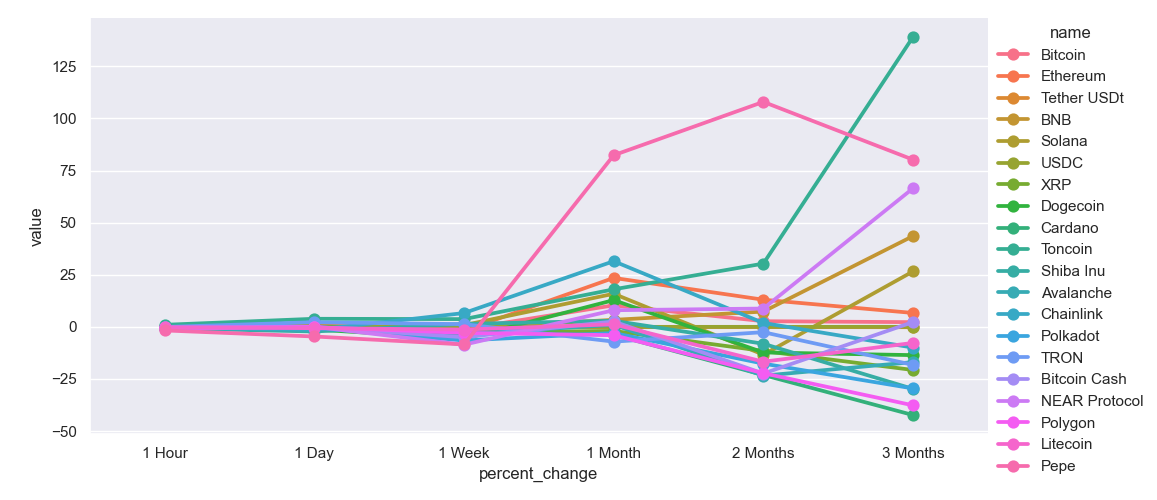 name
Bitcoin
Ethereum
Tether USDt
BNB
Solana
USDC
XRP
Dogecoin
Cardano
Toncoin
Shiba Inu
Avalanche
Chainlink
Polkadot
TRON
Bitcoin Cash
NEAR Protocol
Polygon
Litecoin
Pepe
value
125
100
75
50
25
0
−25
−50
1 Hour
1 Day
1 Week
1 Month
2 Months
3 Months
percent_change